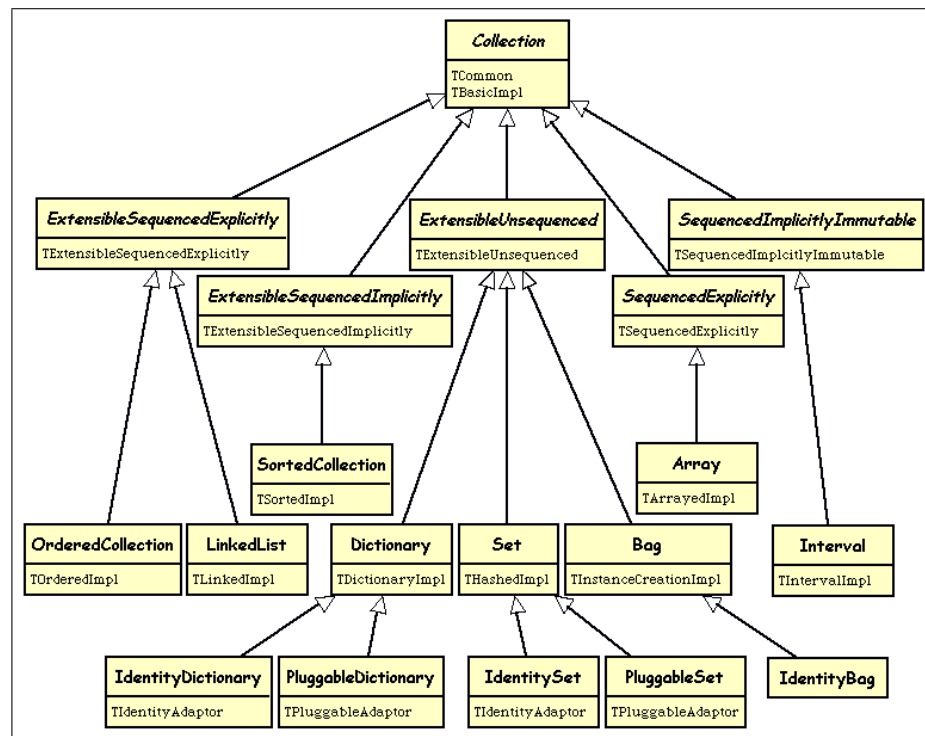 Collection
TCommon
TBasicImpl
ExtensibleSequencedExplicitly
TExtensibleSequencedExplicitly
ExtensibleUnsequenced
TExtensibleUnsequenced
SequencedImplicitlyImmutable
TSequencedImplcitlyImmutable
ExtensibleSequencedImplicitly
TExtensibleSequencedImplicitly
SequencedExplicitly
TSequencedExplicitly
SortedCollection
TSortedImpl
Array
TArrayedImpl
OrderedCollection
TOrderedImpl
LinkedList
TLinkedImpl
Dictionary
TDictionaryImpl
Set
THashedImpl
Bag
TInstanceCreationImpl
Interval
TIntervalImpl
IdentityDictionary
TIdentityAdaptor
PluggableDictionary
TPluggableAdaptor
IdentitySet
TIdentityAdaptor
PluggableSet
TPluggableAdaptor
IdentityBag